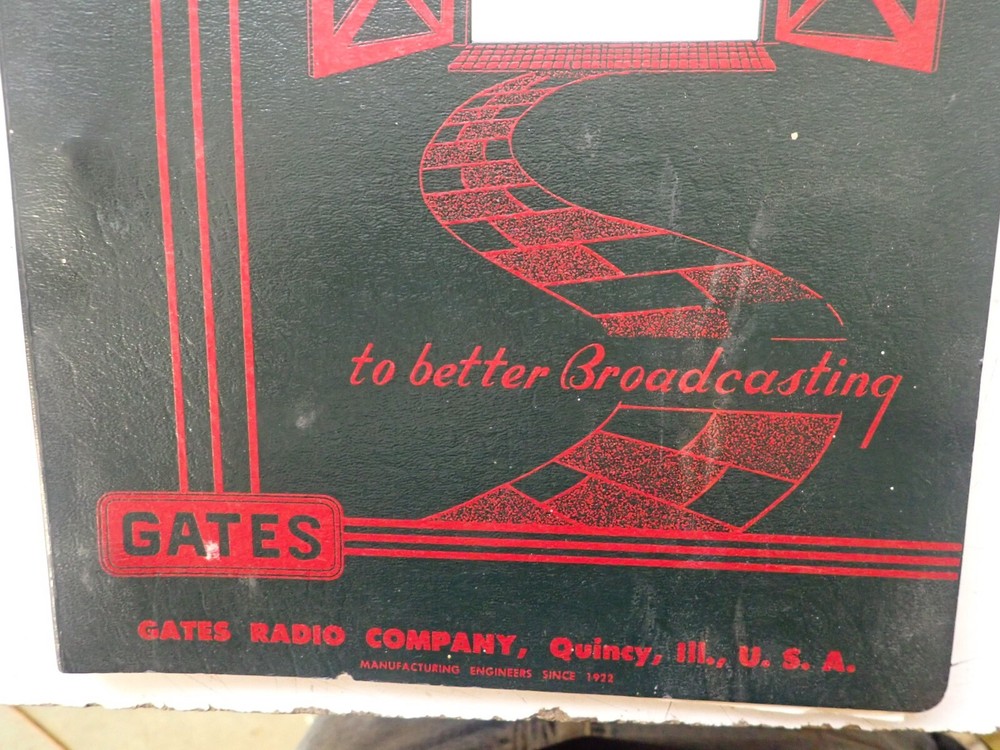 to better Broadcasting
GATES
GATES RADIO COMPANY, Quincy, Ill., U. S. A.
MANUFACTURING ENGINEERS SINCE 1922